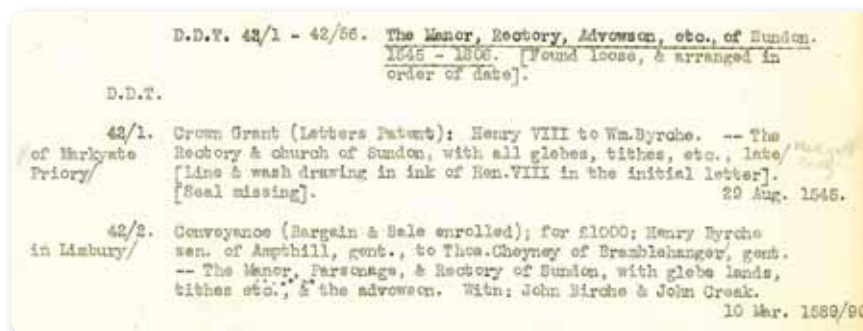 D.D.T. 42/1 - 42/56. The Manor, Rectory, Advowson, etc., of Sundon.
1545 - 1806. [Found loose, & arranged in
order of date].
D.D.T.
42/1. Crown Grant (Letters Patent): Henry VIII to Wm.Byrche. -- The
of Markyate Rectory & church of Sundon, with all glebes, tithes, etc., late/
Priory/ [Line & wash drawing in ink of Hen.VIII in the initial letter].
[Seal missing]. 29 Aug. 1545.
42/2. Conveyance (Bargain & Sale enrolled); for £1000; Henry Byrche
in Limbury/ sen. of Ampthill, gent., to Thos.Cheyney of Bramblehanger/ gent.
-- The Manor, Parsonage, & Rectory of Sundon, with glebe lands,
tithes etc., & the advowson. Witn: John Birche & John Creak.
10 Mar. 1589/90